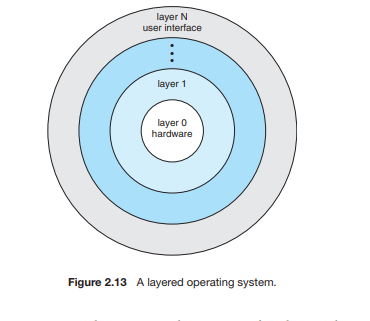 layer N
user interface
layer 1
layer 0
hardware
Figure 2.13 A layered operating system.